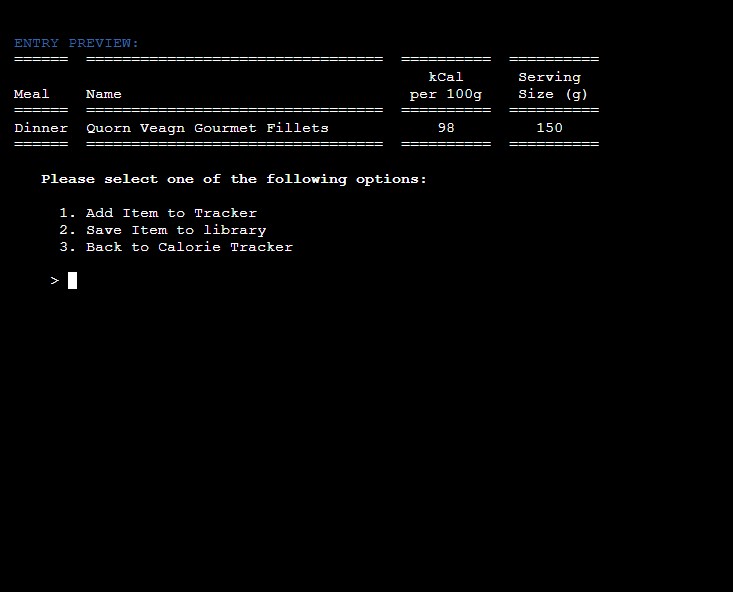 ENTRY PREVIEW:
====== ================================= ========== ==========
kCal Serving
Meal Name per 100g Size (g)
====== ================================= ========== ==========
Dinner Quorn Veagn Gourmet Fillets 98 150
====== ================================= ========== ==========
Please select one of the following options:
1. Add Item to Tracker
2. Save Item to library
3. Back to Calorie Tracker
>